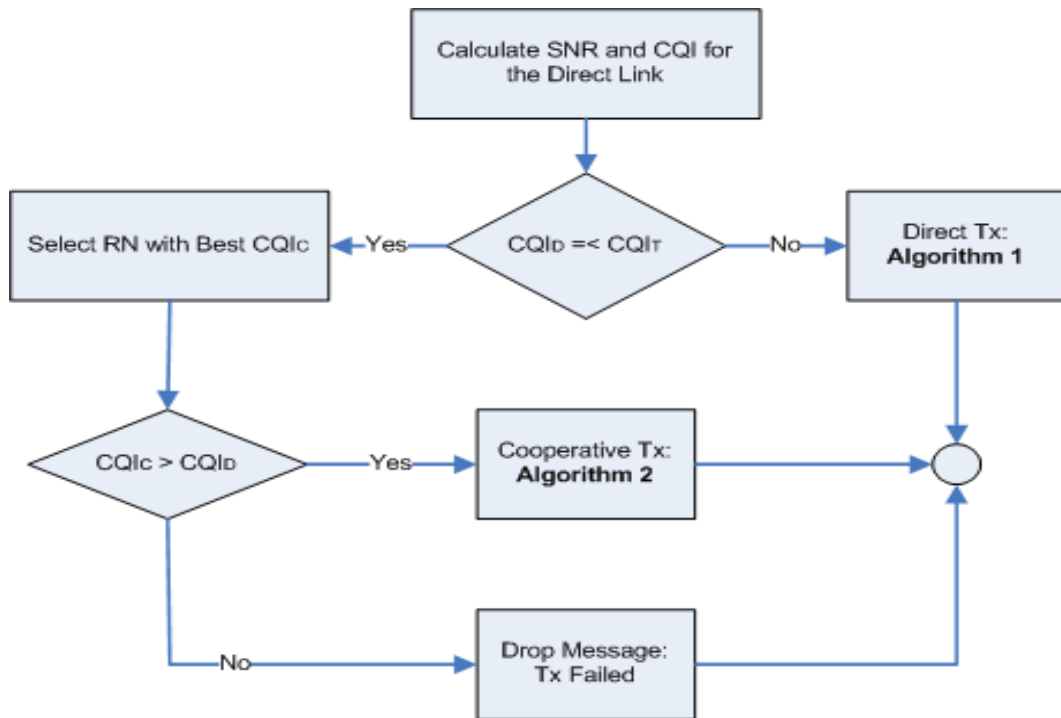 Calculate SNR and CQI for
the Direct Link
Select RN with Best CQIC
Yes
CQID =< CQIT
No
Direct Tx:
Algorithm 1
CQIC > CQID
Yes
Cooperative Tx:
Algorithm 2
No
Drop Message:
Tx Failed